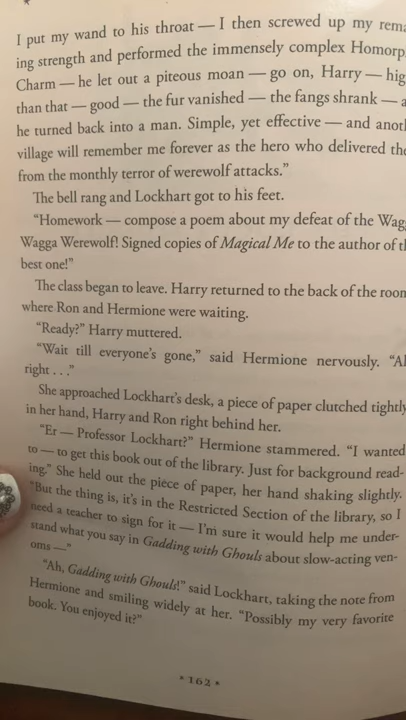 I put my wand to his throat — I then screwed up my rema
ing strength and performed the immensely complex Homorp
Charm — he let out a piteous moan — go on, Harry — hig
than that — good — the fur vanished — the fangs shrank — a
he turned back into a man. Simple, yet effective — and anot
village will remember me forever as the hero who delivered the
from the monthly terror of werewolf attacks.”
The bell rang and Lockhart got to his feet.
“Homework — compose a poem about my defeat of the Wag
Wagga Werewolf! Signed copies of Magical Me to the author of t
best one!”
The class began to leave. Harry returned to the back of the room
where Ron and Hermione were waiting.
“Ready?” Harry muttered.
“Wait till everyone’s gone,” said Hermione nervously. “Al
right . . .”
She approached Lockhart’s desk, a piece of paper clutched tightly
in her hand, Harry and Ron right behind her.
“Er — Professor Lockhart?” Hermione stammered. “I wanted
to — to get this book out of the library. Just for background read-
ing.” She held out the piece of paper, her hand shaking slightly.
“But the thing is, it’s in the Restricted Section of the library, so I
need a teacher to sign for it — I’m sure it would help me under-
stand what you say in Gadding with Ghouls about slow-acting ven-
oms —”
“Ah, Gadding with Ghouls!” said Lockhart, taking the note from
Hermione and smiling widely at her. “Possibly my very favorite
book. You enjoyed it?”
* 162 *